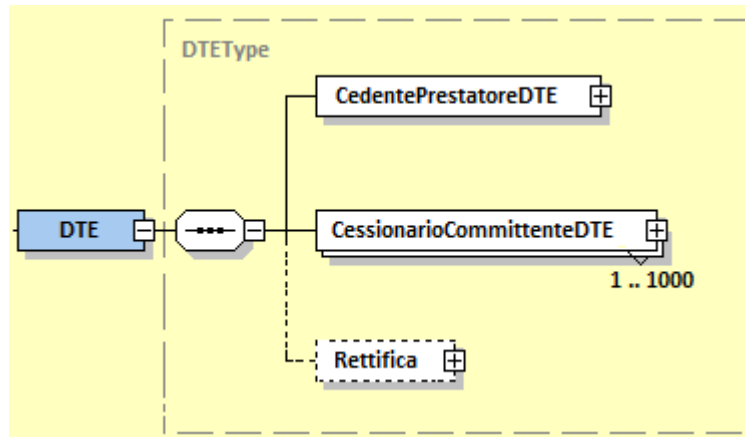 DTEType
CedentePrestatoreDTE
DTE
CessionarioCommittenteDTE
1 .. 1000
Rettifica